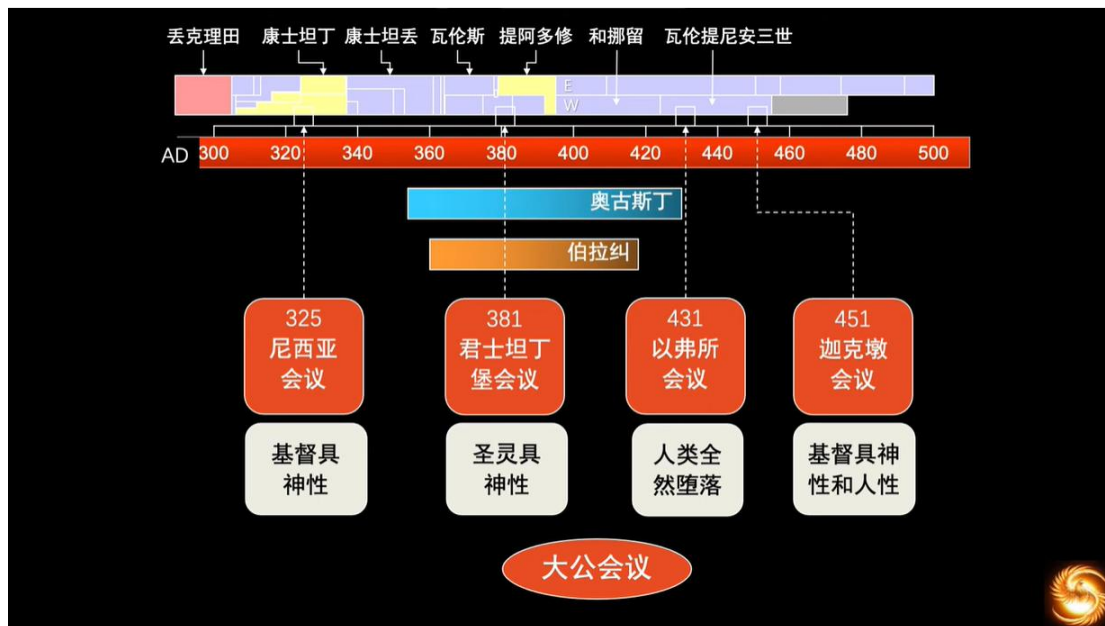 丢克理田 康士坦丁 康士坦丢 瓦伦斯 提阿多修 和挪留 瓦伦提尼安三世
E
W
AD 300 320 340 360 380 400 420 440 460 480 500
奥古斯丁
伯拉纠
325
尼西亚
会议
381
君士坦丁
堡会议
431
以弗所
会议
451
迦克墩
会议
基督具
神性
圣灵具
神性
人类全
然堕落
基督具神
性和人性
大公会议